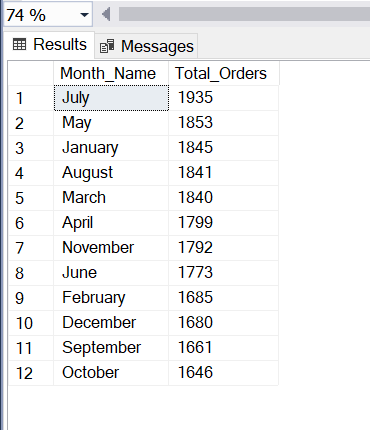 74 %
Results Messages
Month_Name Total_Orders
1 July 1935
2 May 1853
3 January 1845
4 August 1841
5 March 1840
6 April 1799
7 November 1792
8 June 1773
9 February 1685
10 December 1680
11 September 1661
12 October 1646